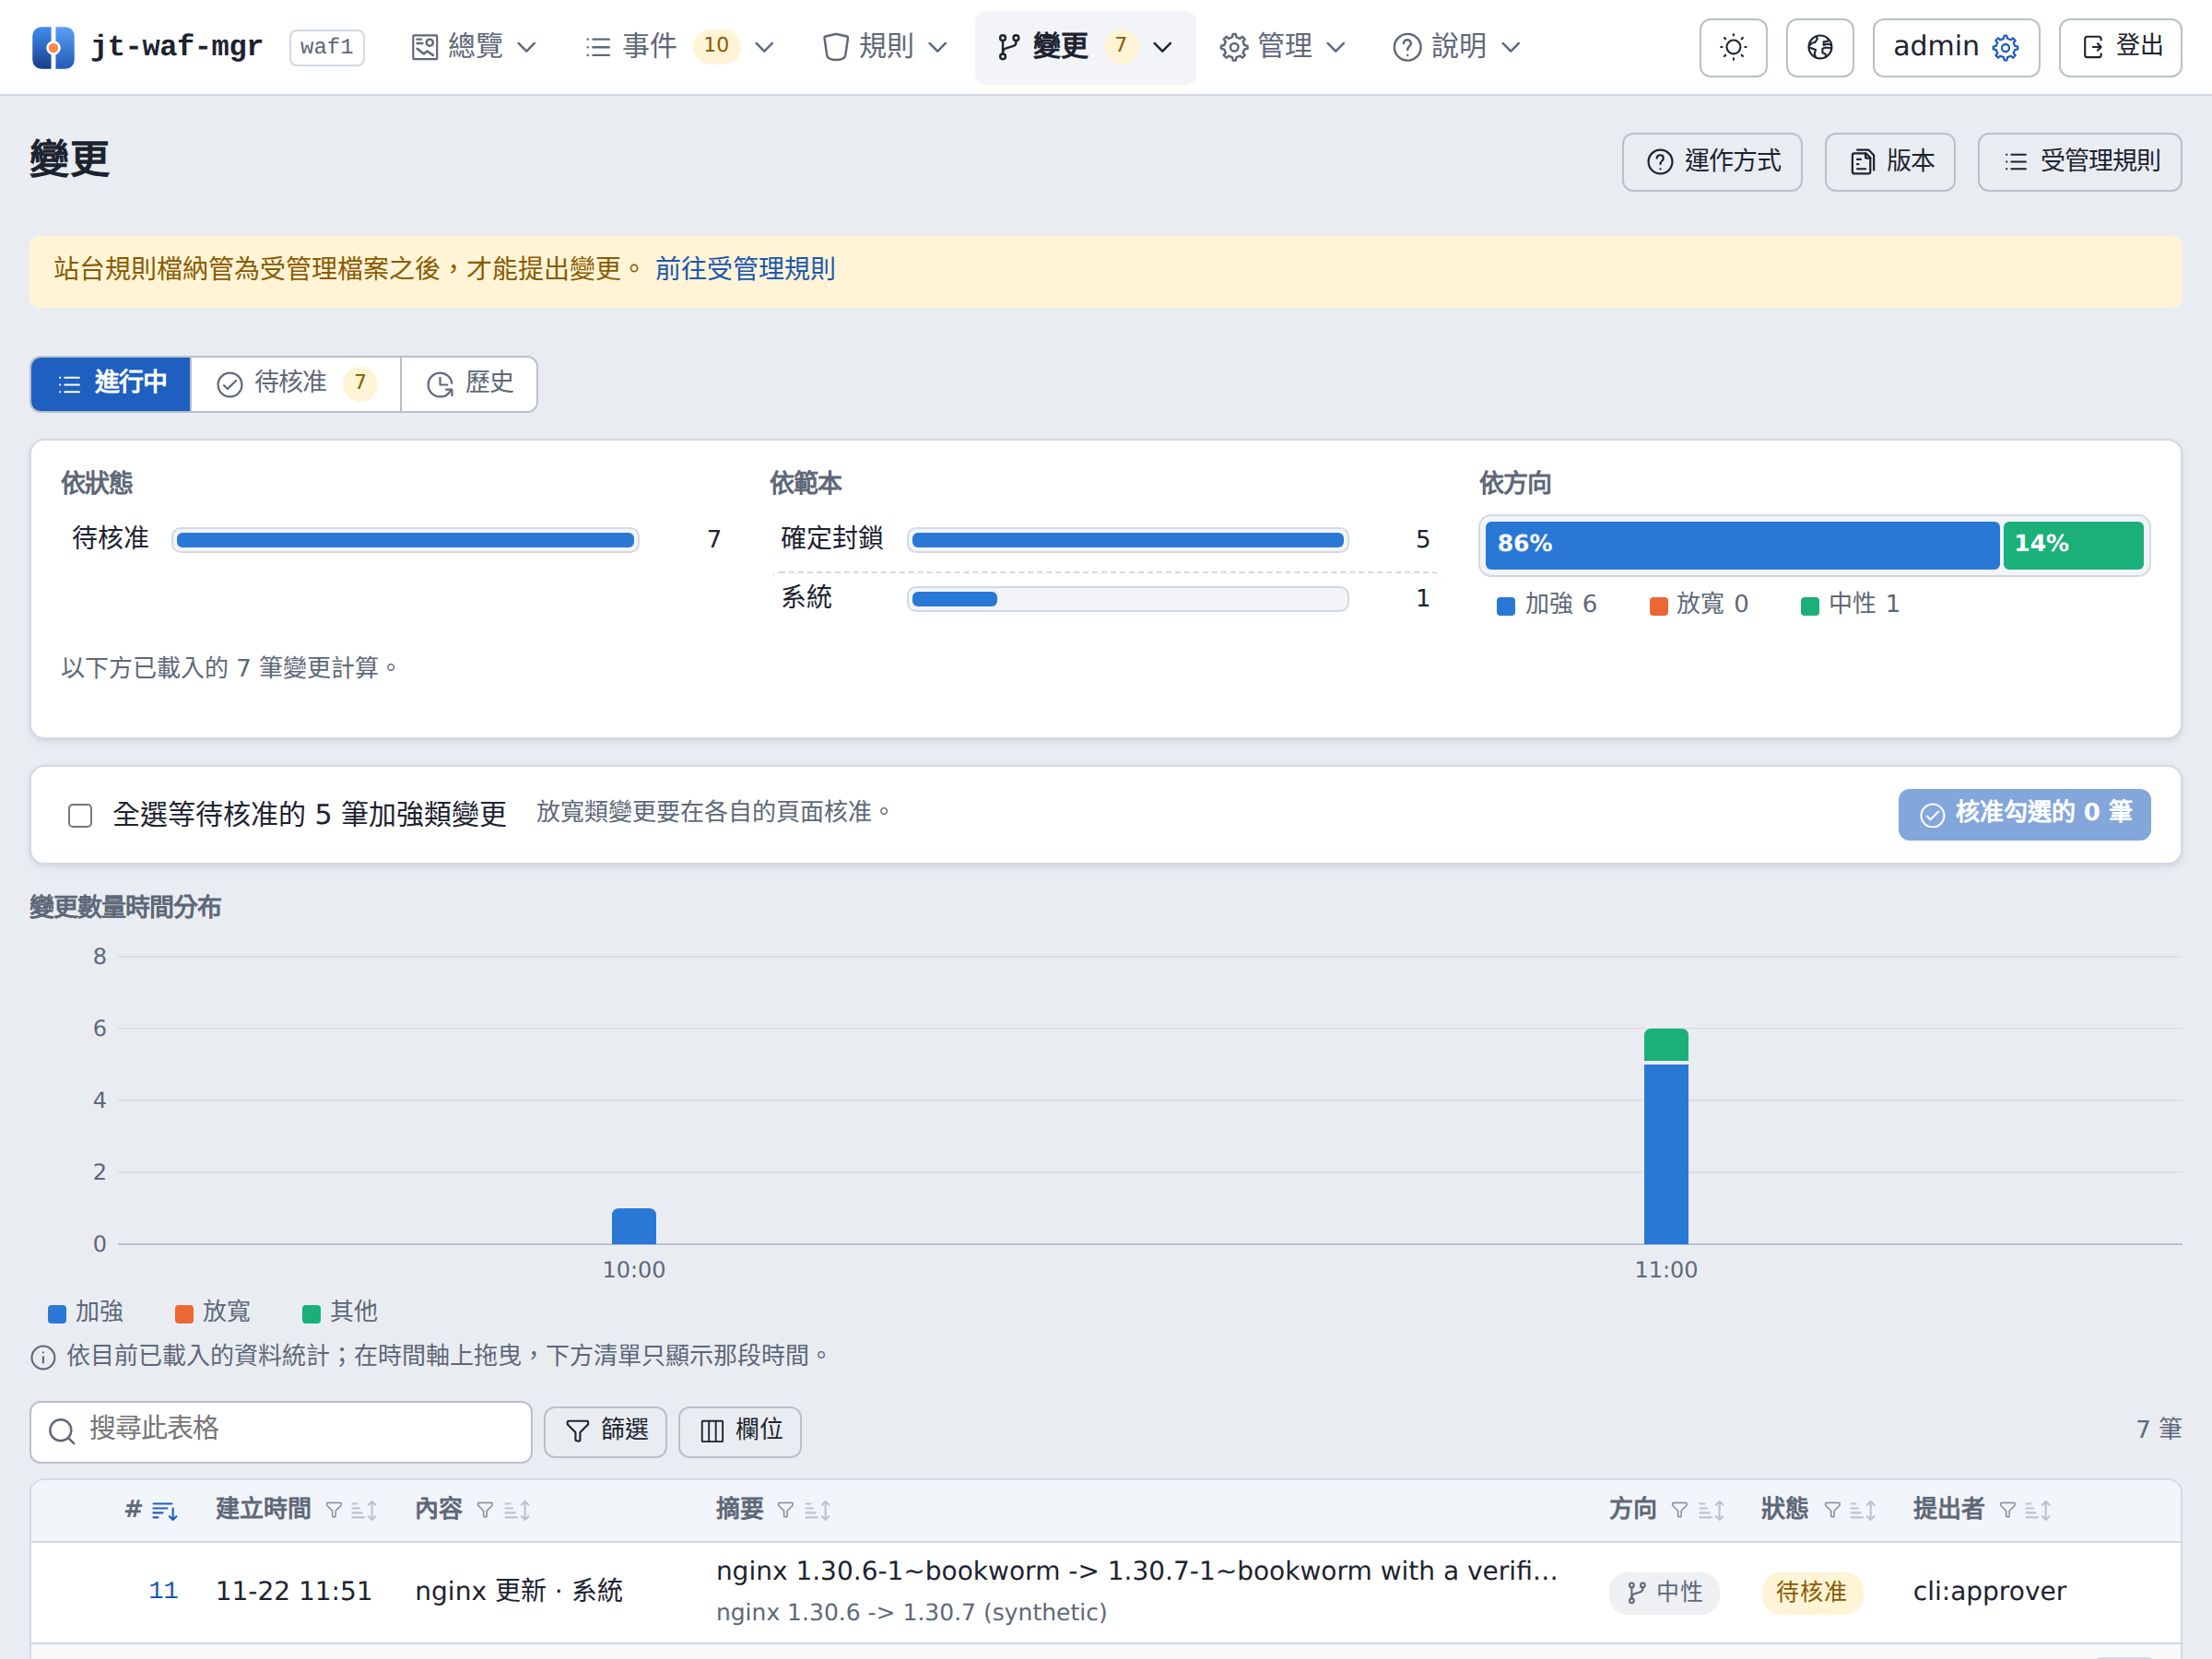 jt-waf-mgr waf1 總覽 事件 10 規則 變更 7 管理 說明 admin 登出
變更 運作方式 版本 受管理規則
站台規則檔納管為受管理檔案之後，才能提出變更。 前往受管理規則
進行中 待核准 7 歷史
依狀態 依範本 依方向
待核准 7 確定封鎖 5 86% 14%
系統 1 加強 6 放寬 0 中性 1
以下方已載入的 7 筆變更計算。
全選等待核准的 5 筆加強類變更 放寬類變更要在各自的頁面核准。 核准勾選的 0 筆
變更數量時間分布
8
6
4
2
0
10:00 11:00
加強 放寬 其他
依目前已載入的資料統計；在時間軸上拖曳，下方清單只顯示那段時間。
搜尋此表格 篩選 欄位 7 筆
# 建立時間 內容 摘要 方向 狀態 提出者
11 11-22 11:51 nginx 更新 · 系統 nginx 1.30.6-1~bookworm -> 1.30.7-1~bookworm with a verifi... 中性 待核准 cli:approver
nginx 1.30.6 -> 1.30.7 (synthetic)